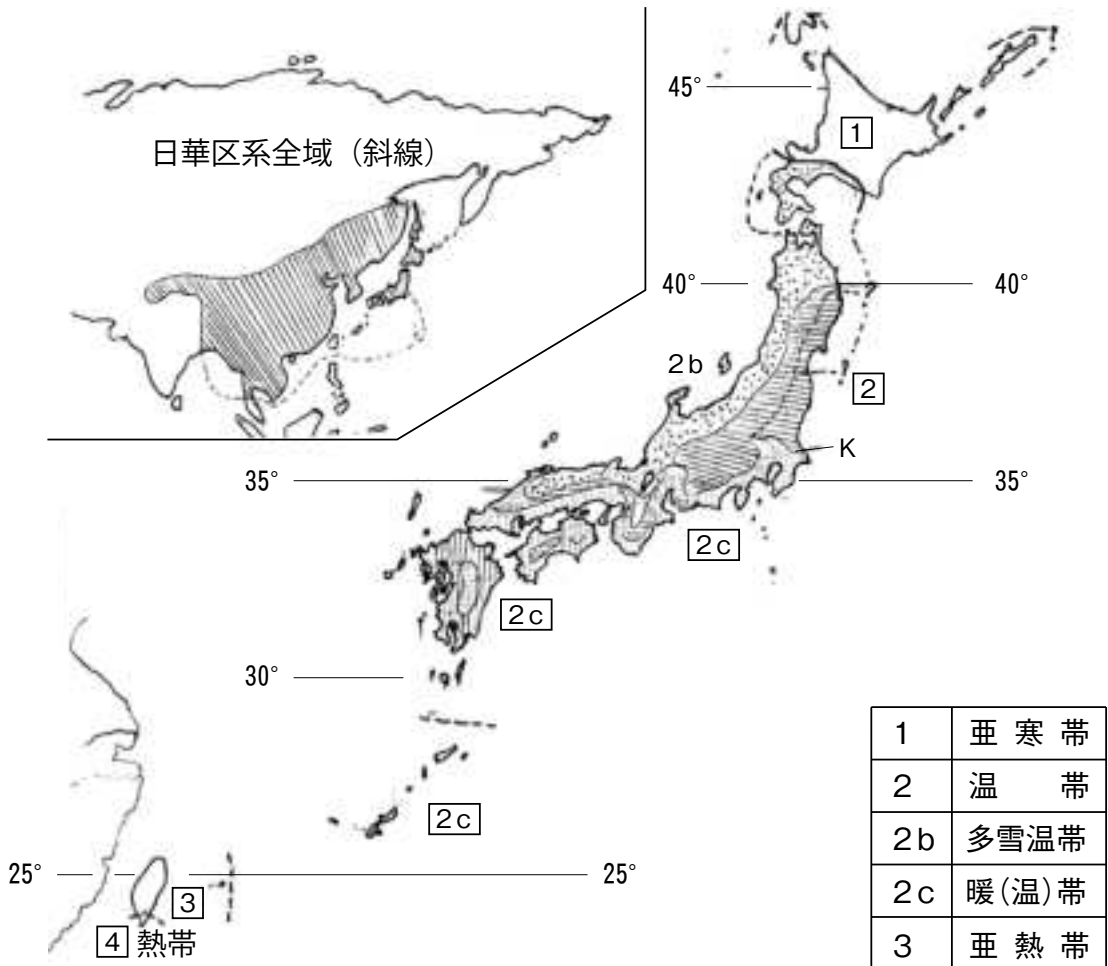 日華区系全域（斜線）
45°
1
40°
40°
2b
2
K
35°
35°
2c
2c
30°
2c
25°
25°
3
4 熱帯
1 亜寒帯
2 温帯
2b 多雪温帯
2c 暖(温)帯
3 亜熱帯